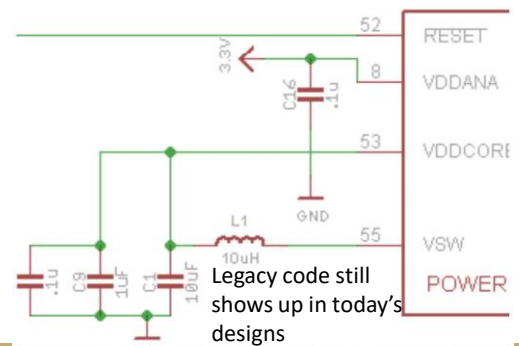 52
RESET
3.3V
8
VDDANA
C16
.1u
53
VDDCORE
GND
L1
10uH
55
VSW
.1u
C9
1uF
C1
10uF
Legacy code still
shows up in today's
designs
POWER